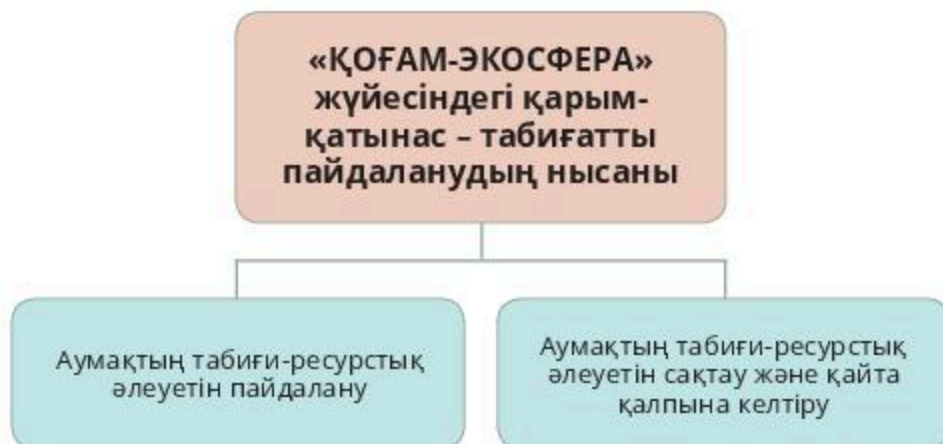 «ҚОҒАМ-ЭКОСФЕРА»
жүйесіндегі қарым-
қатынас – табиғатты
пайдаланудың нысаны
Аумақтың табиғи-ресурстық
әлеуетін пайдалану
Аумақтың табиғи-ресурстық
әлеуетін сақтау және қайта
қалпына келтіру